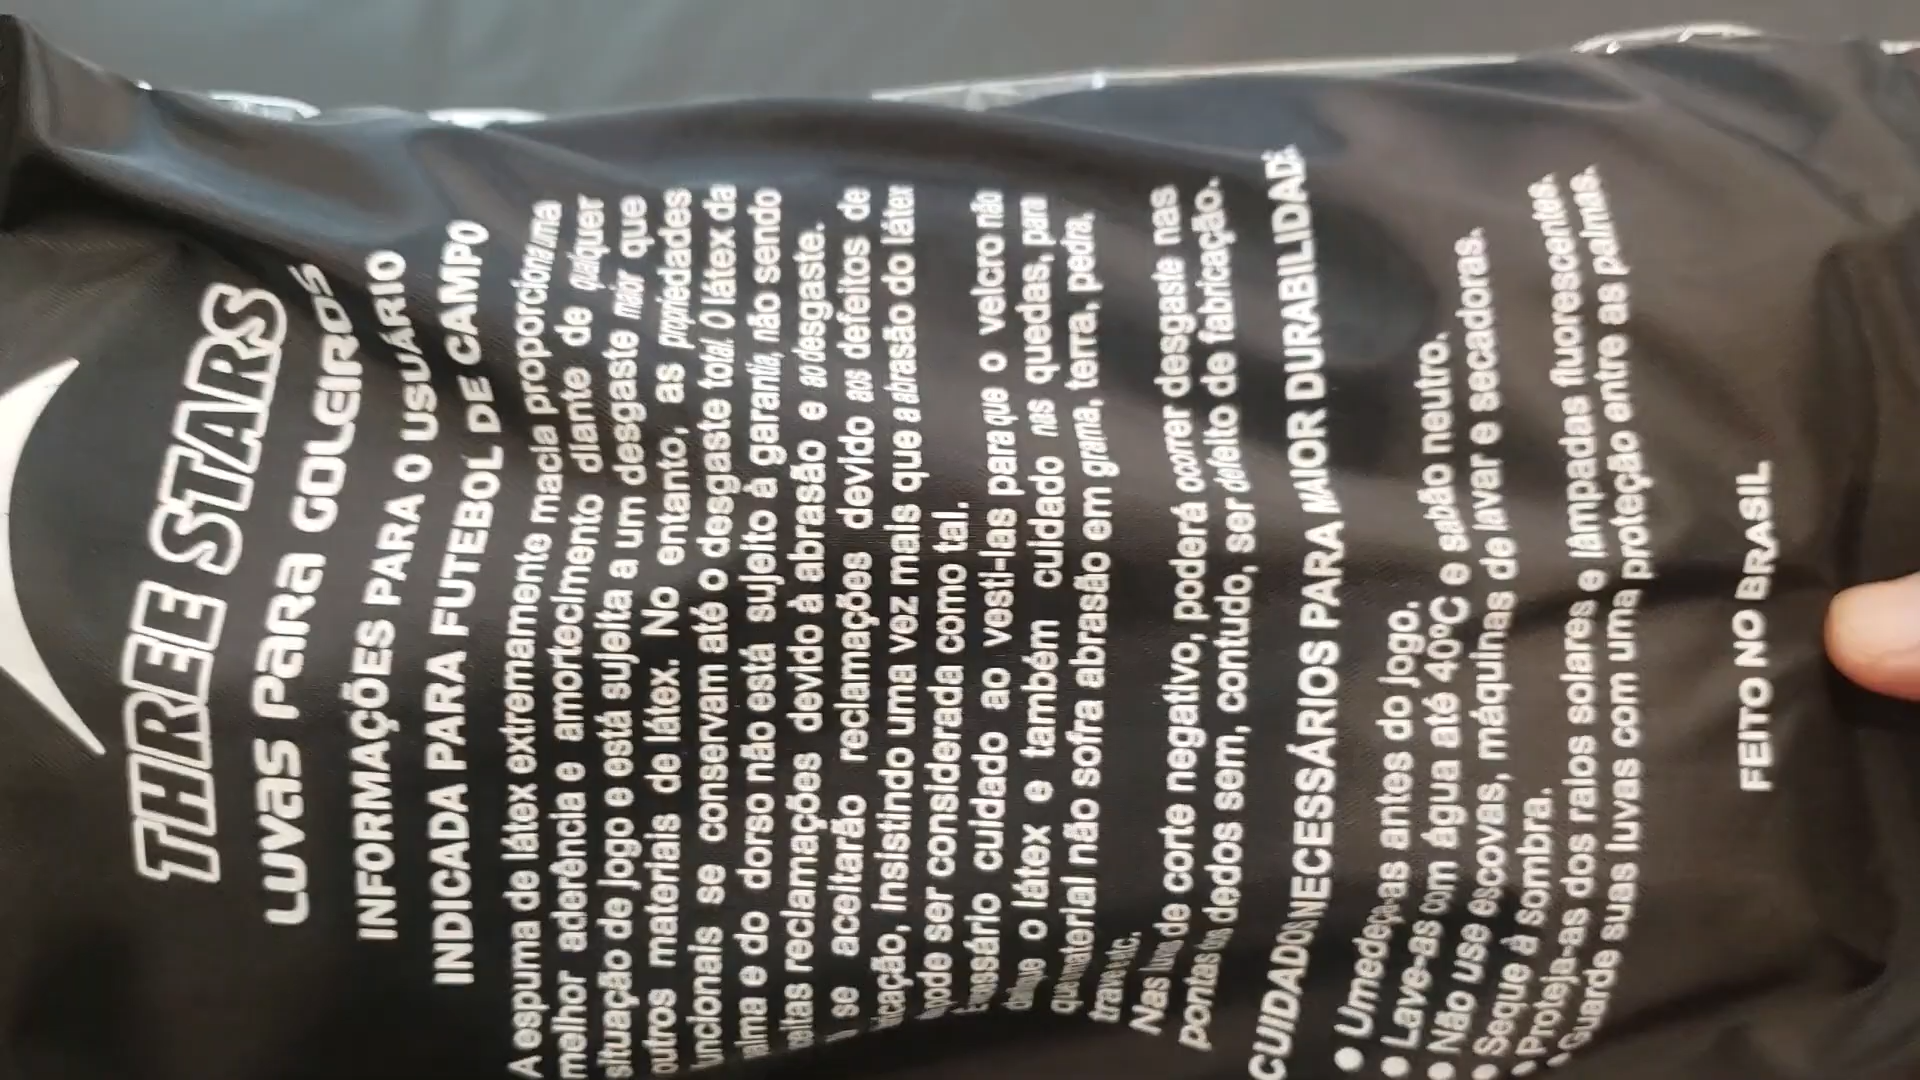 THREE STARS
Luvas para goleiros
INFORMAÇÕES PARA O USUÁRIO
INDICADA PARA FUTEBOL DE CAMPO
A espuma de látex extremamente macia proporciona uma
melhor aderência e amortecimento diante de qualquer
situação de jogo e está sujeita a um desgaste maior que
outros materiais de látex. No entanto, as propriedades
funcionais se conservam até o desgaste total. O látex da
palma e do dorso não está sujeito à garantia, não sendo
aceitas reclamações devido à abrasão e ao desgaste.
se aceitarão reclamações devido aos defeitos de
fabricação, insistindo uma vez mais que a abrasão do látex
pode ser considerada como tal.
É necessário cuidado ao vesti-las para que o velcro não
o látex e também cuidado nas quedas, para
que material não sofra abrasão em grama, terra, pedra,
trave etc.
Nas luvas de corte negativo, poderá ocorrer desgaste nas
pontas os dedos sem, contudo, ser defeito de fabricação.
CUIDADOS NECESSÁRIOS PARA MAIOR DURABILIDADE
● Umedeça-as antes do jogo.
● Lave-as com água até 40ºC e sabão neutro.
● Não use escovas, máquinas de lavar e secadoras.
● Seque à sombra.
● Proteja-as dos raios solares e lâmpadas fluorescentes.
● Guarde suas luvas com uma proteção entre as palmas.
FEITO NO BRASIL